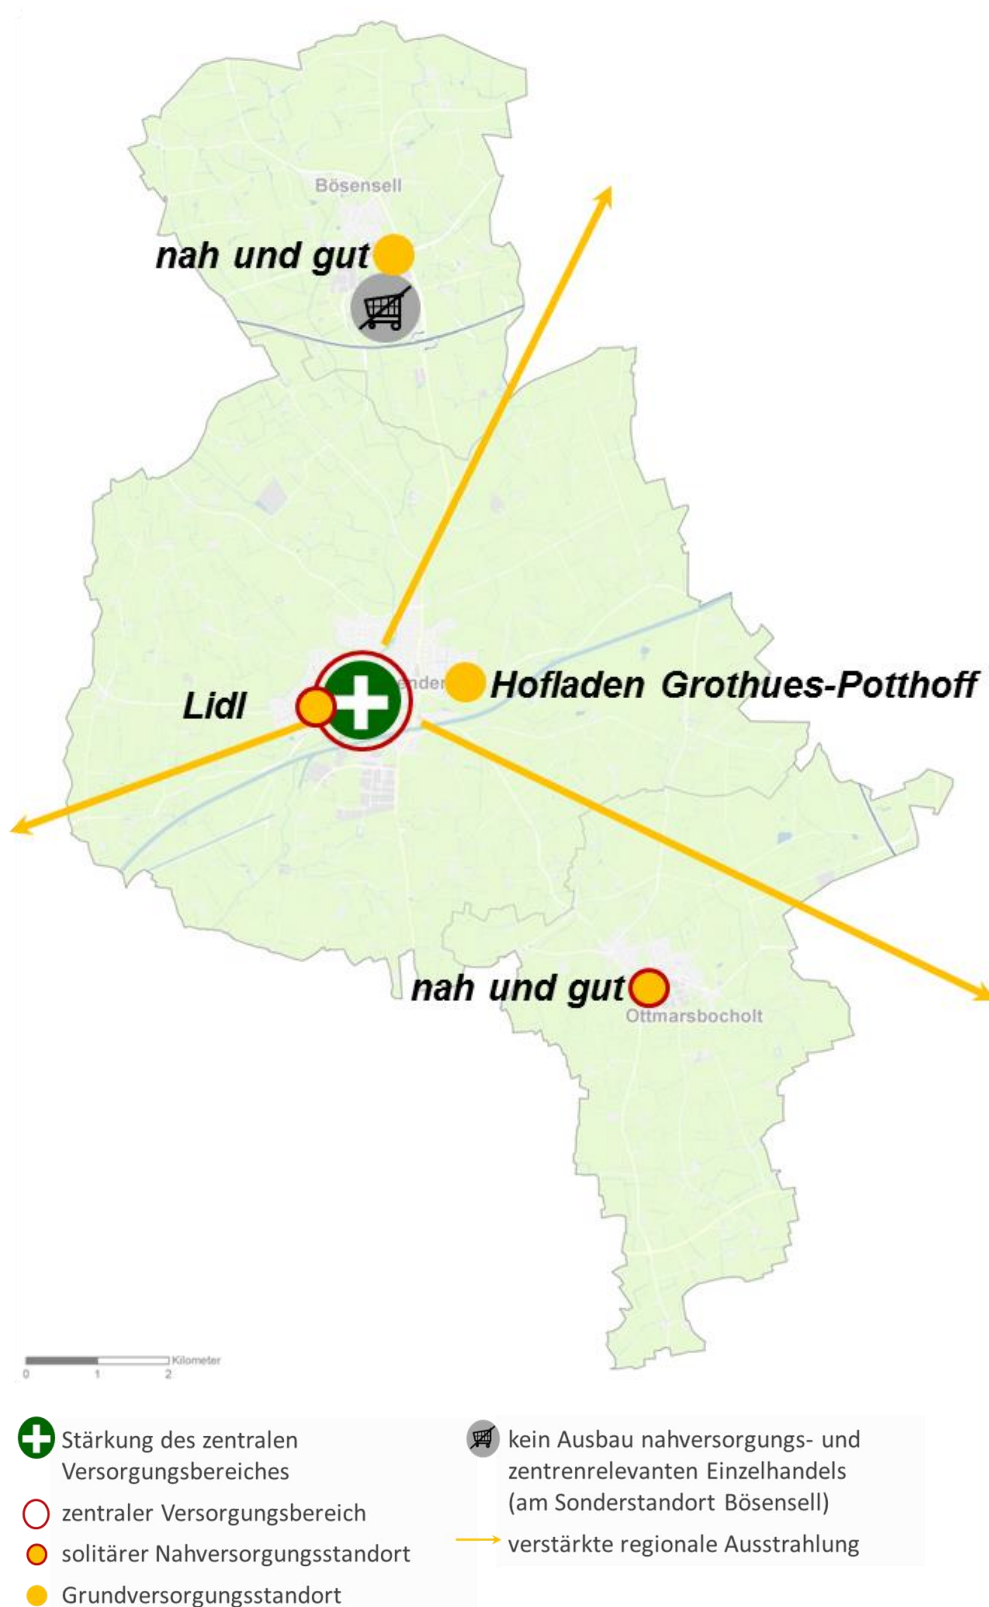 Bösensell
nah und gut
ender
Lidl
Hofladen Grothues-Potthoff
nah und gut
Ottmarsbocholt
Kilometer
0 1 2
Stärkung des zentralen
Versorgungsbereiches
zentraler Versorgungsbereich
solitärer Nahversorgungsstandort
Grundversorgungsstandort
kein Ausbau nahversorgungs- und
zentrenrelevanten Einzelhandels
(am Sonderstandort Bösensell)
verstärkte regionale Ausstrahlung